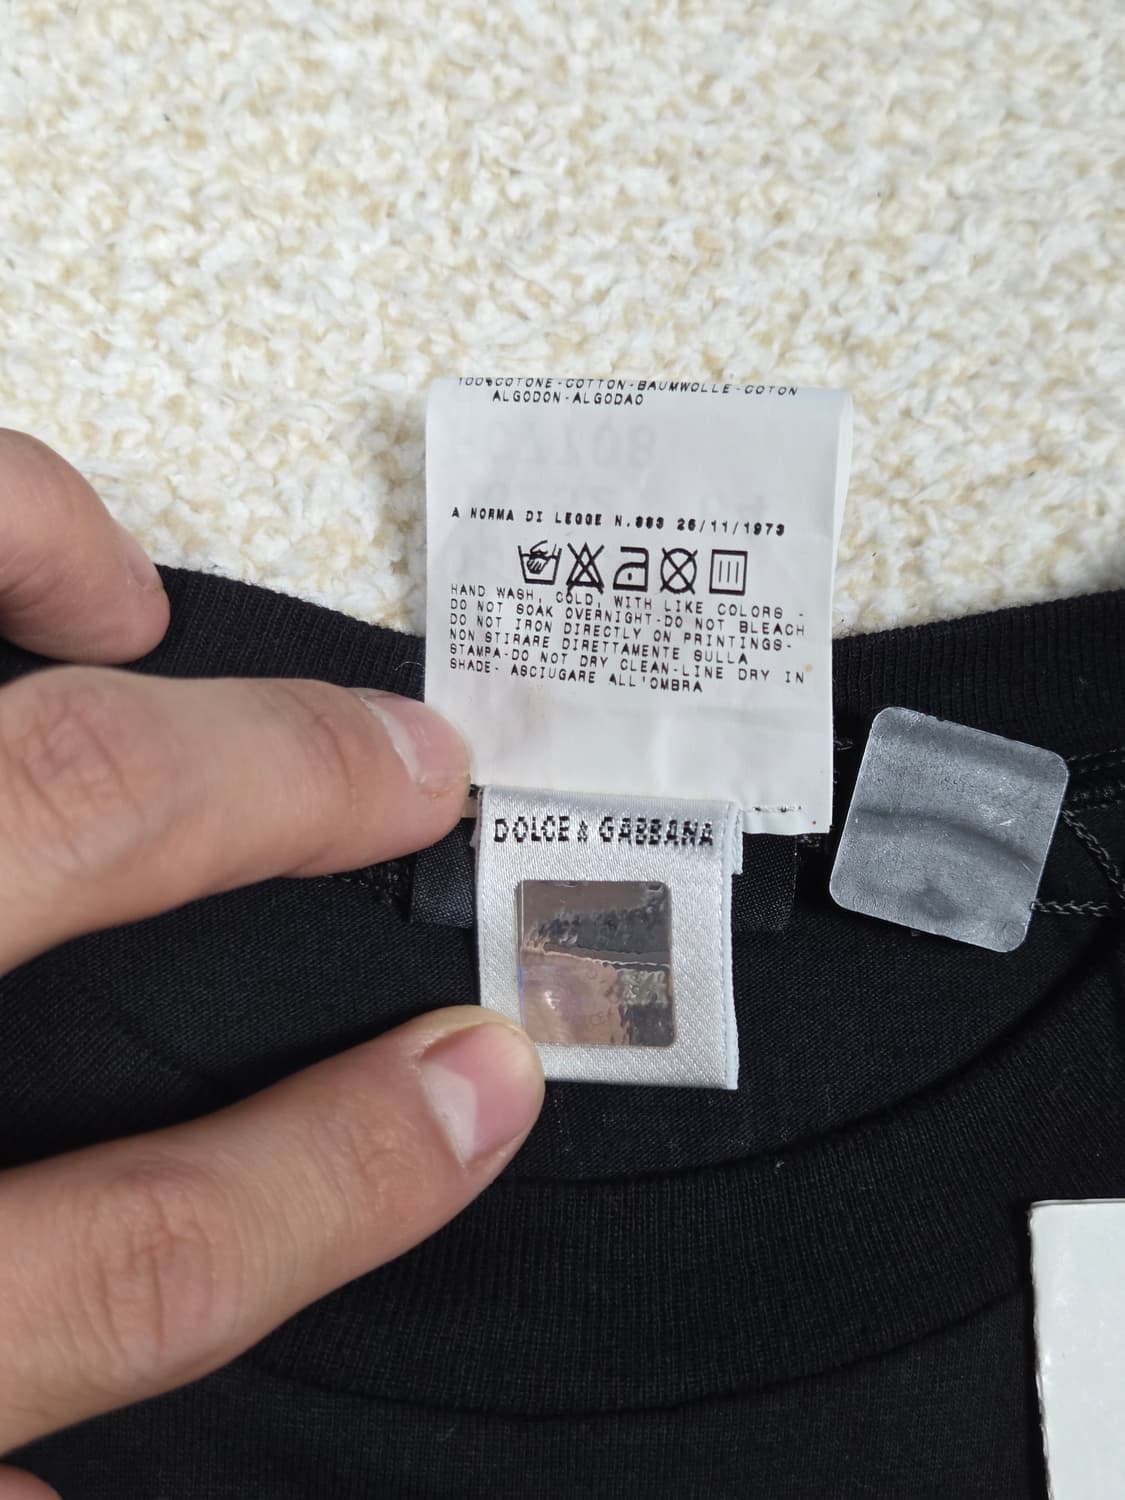 100%COTONE-COTTON-BAUMWOLLE-COTON
ALGODON-ALGODAO
A NORMA DI LEGGE N.883 26/11/1973
HAND WASH, COLD, WITH LIKE COLORS -
DO NOT SOAK OVERNIGHT-DO NOT BLEACH
DO NOT IRON DIRECTLY ON PRINTINGS-
NON STIRARE DIRETTAMENTE SULLA
STAMPA-DO NOT DRY CLEAN-LINE DRY IN
SHADE- ASCIUGARE ALL'OMBRA
DOLCE & GABBANA